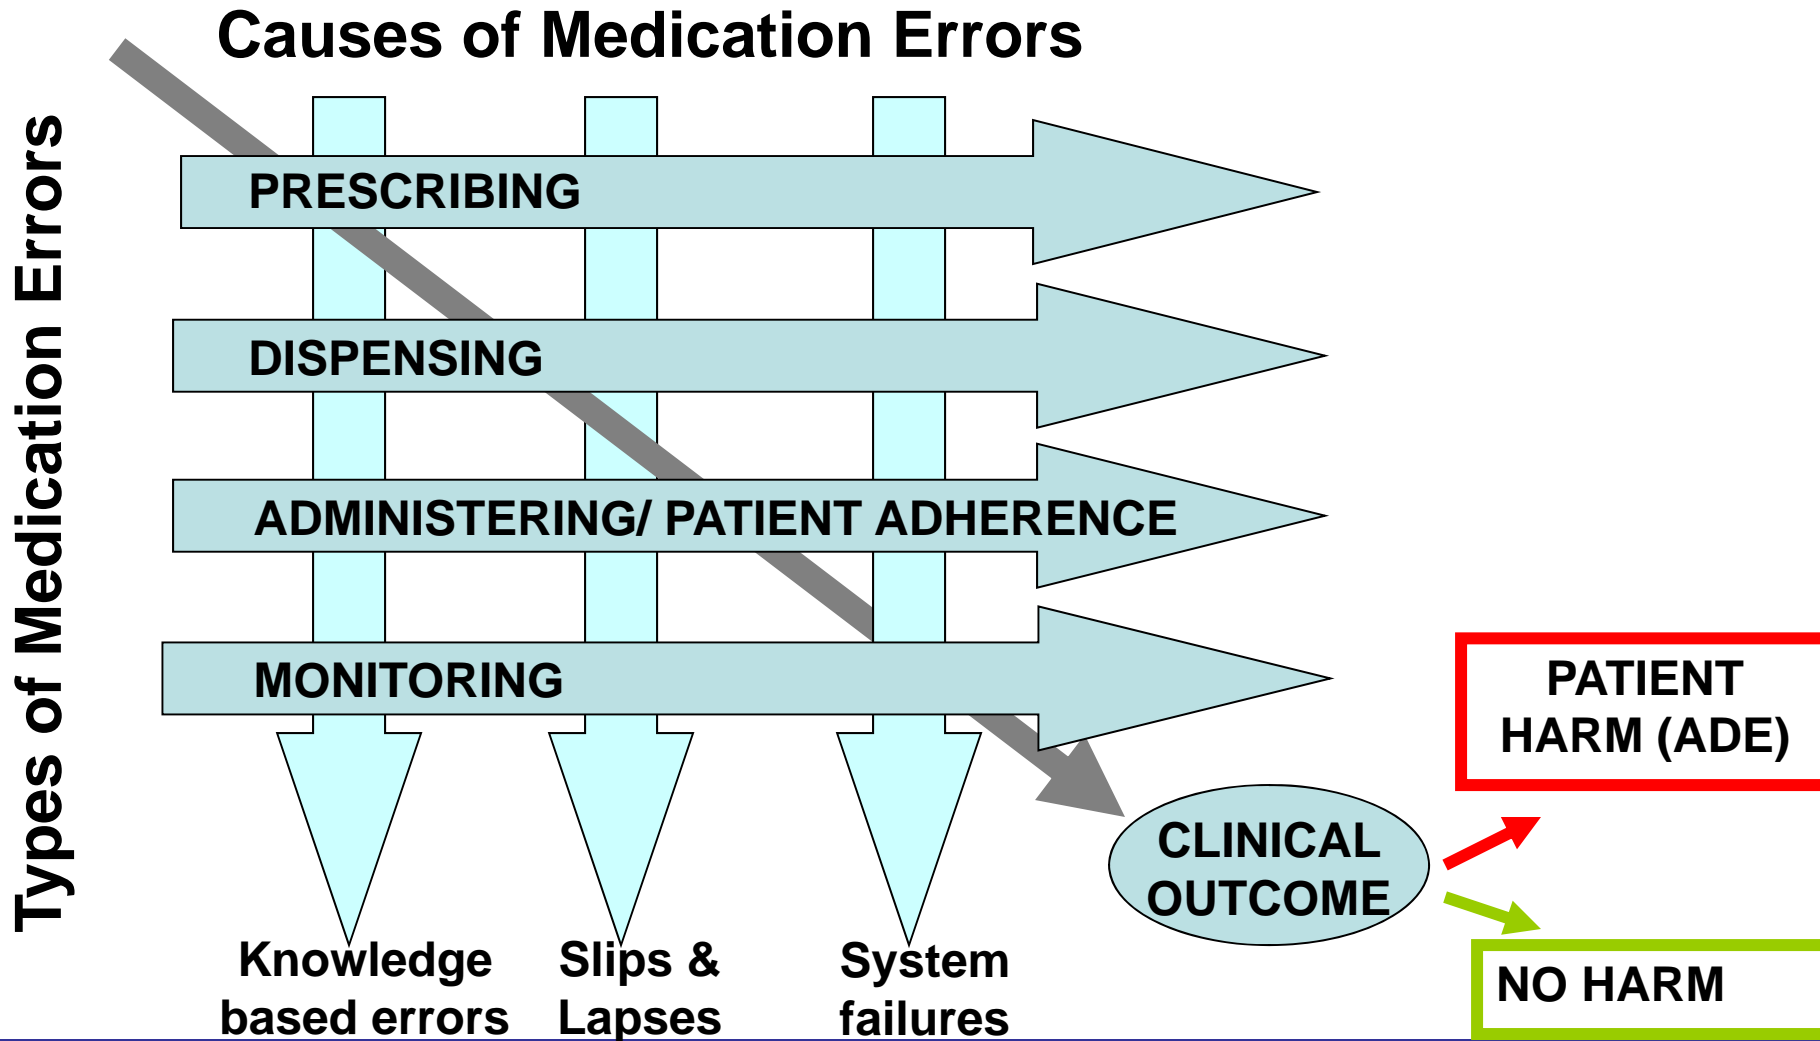 Causes of Medication Errors
Types of Medication Errors
PRESCRIBING
DISPENSING
ADMINISTERING/ PATIENT ADHERENCE
MONITORING
Knowledge
based errors
Slips &
Lapses
System
failures
CLINICAL
OUTCOME
PATIENT
HARM (ADE)
NO HARM